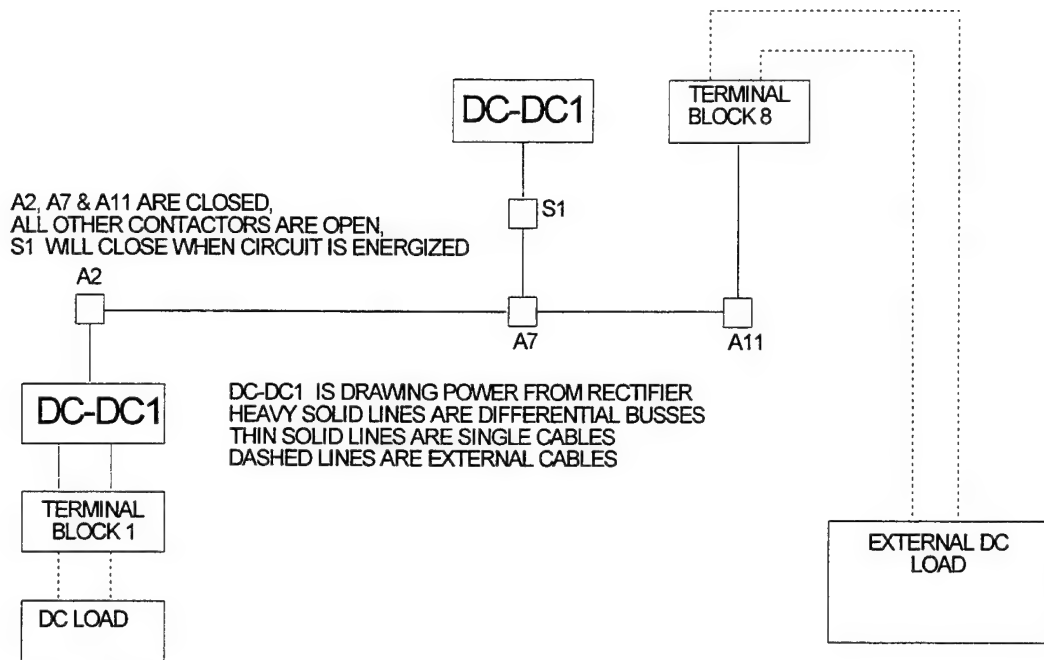 DC-DC1
TERMINAL
BLOCK 8
S1
A2, A7 & A11 ARE CLOSED,
ALL OTHER CONTACTORS ARE OPEN,
S1 WILL CLOSE WHEN CIRCUIT IS ENERGIZED
A2
A7
A11
DC-DC1
DC-DC1 IS DRAWING POWER FROM RECTIFIER
HEAVY SOLID LINES ARE DIFFERENTIAL BUSSES
THIN SOLID LINES ARE SINGLE CABLES
DASHED LINES ARE EXTERNAL CABLES
TERMINAL
BLOCK 1
EXTERNAL DC
LOAD
DC LOAD